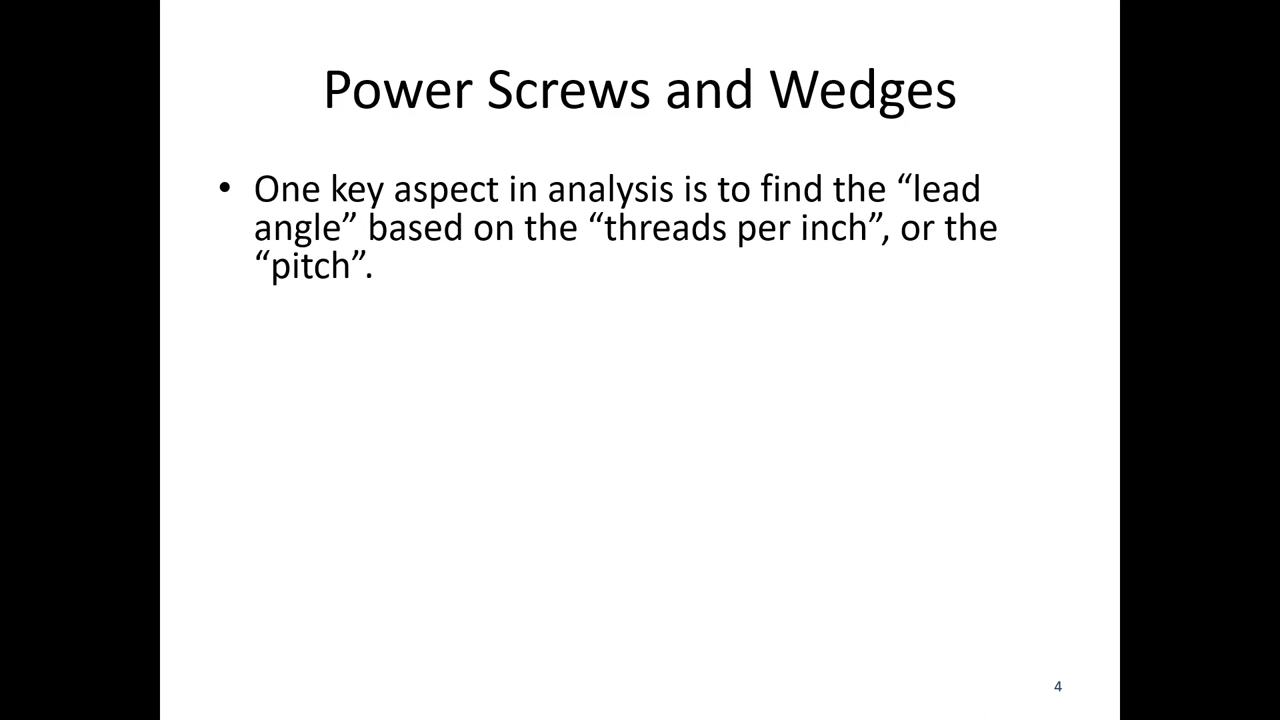 Power Screws and Wedges
• One key aspect in analysis is to find the “lead
angle” based on the “threads per inch”, or the
“pitch”.
4